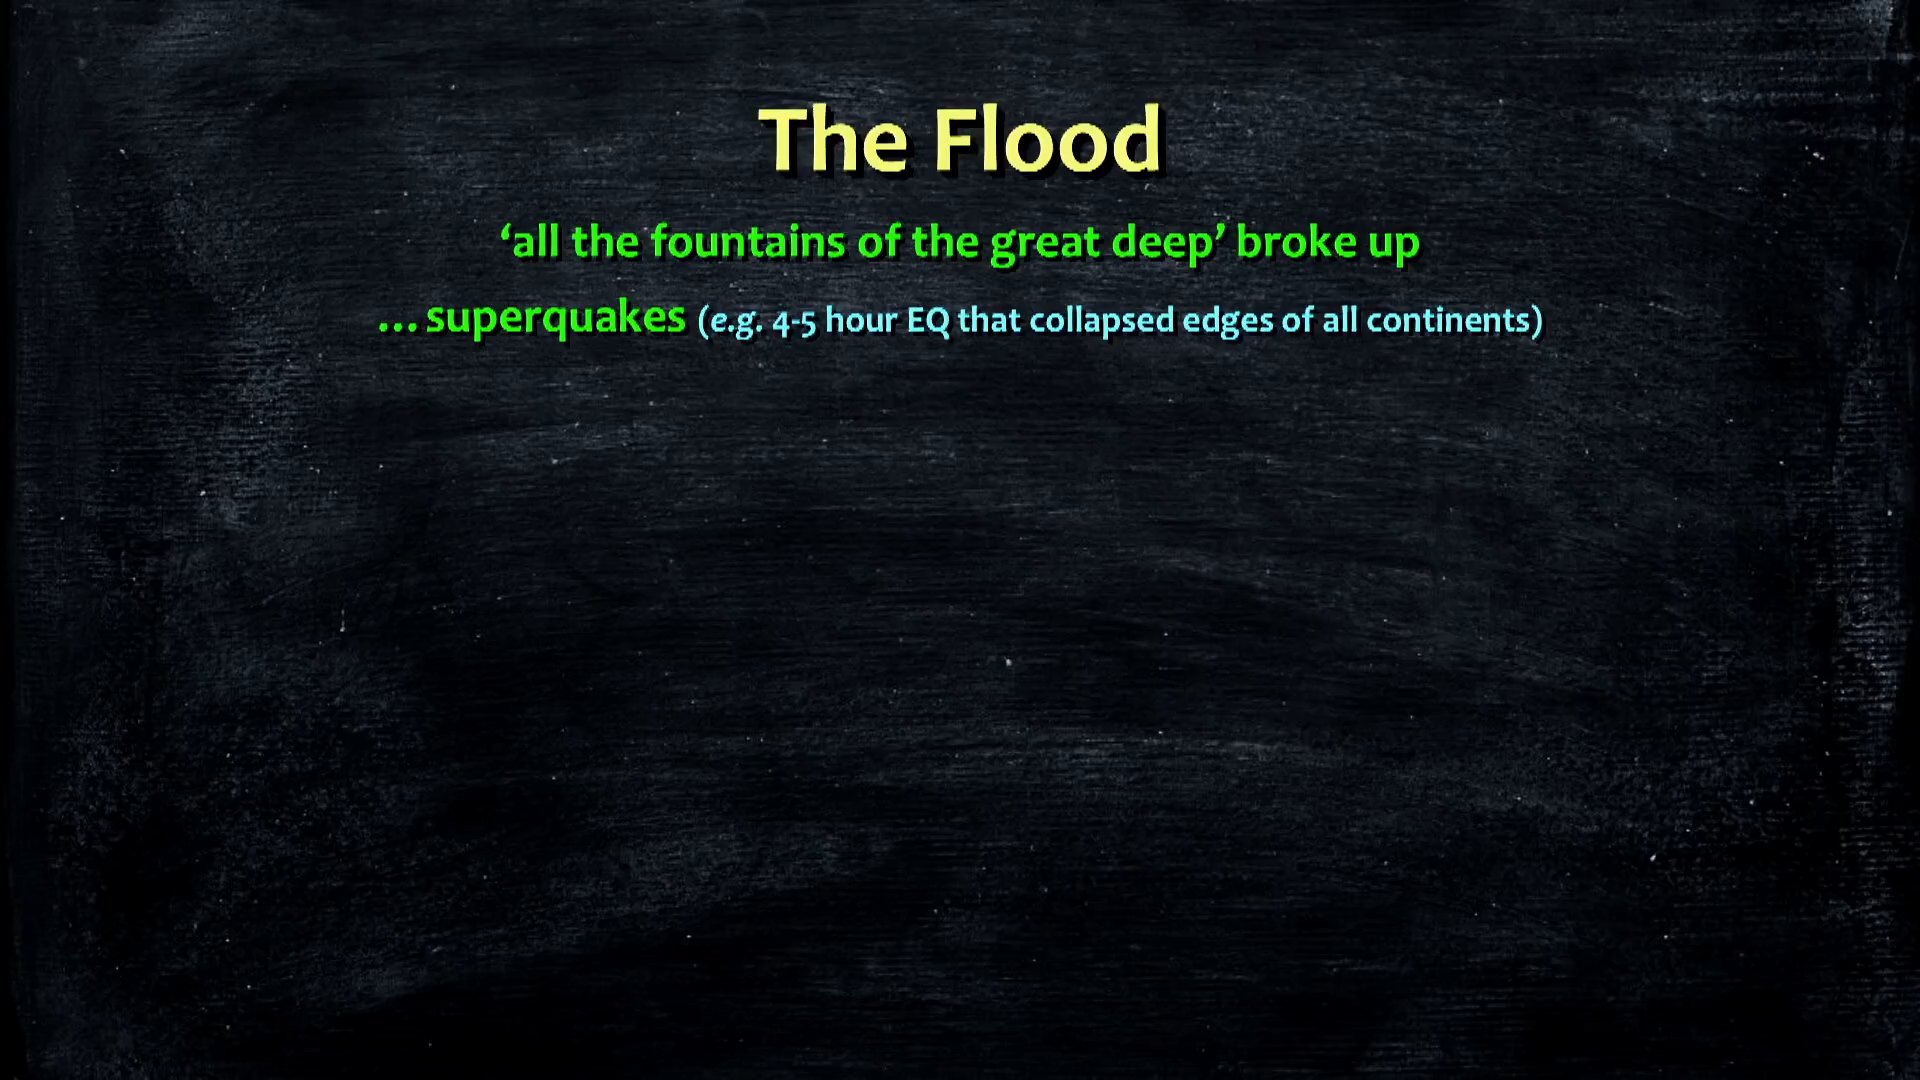 The Flood
‘all the fountains of the great deep’ broke up
…superquakes (e.g. 4-5 hour EQ that collapsed edges of all continents)